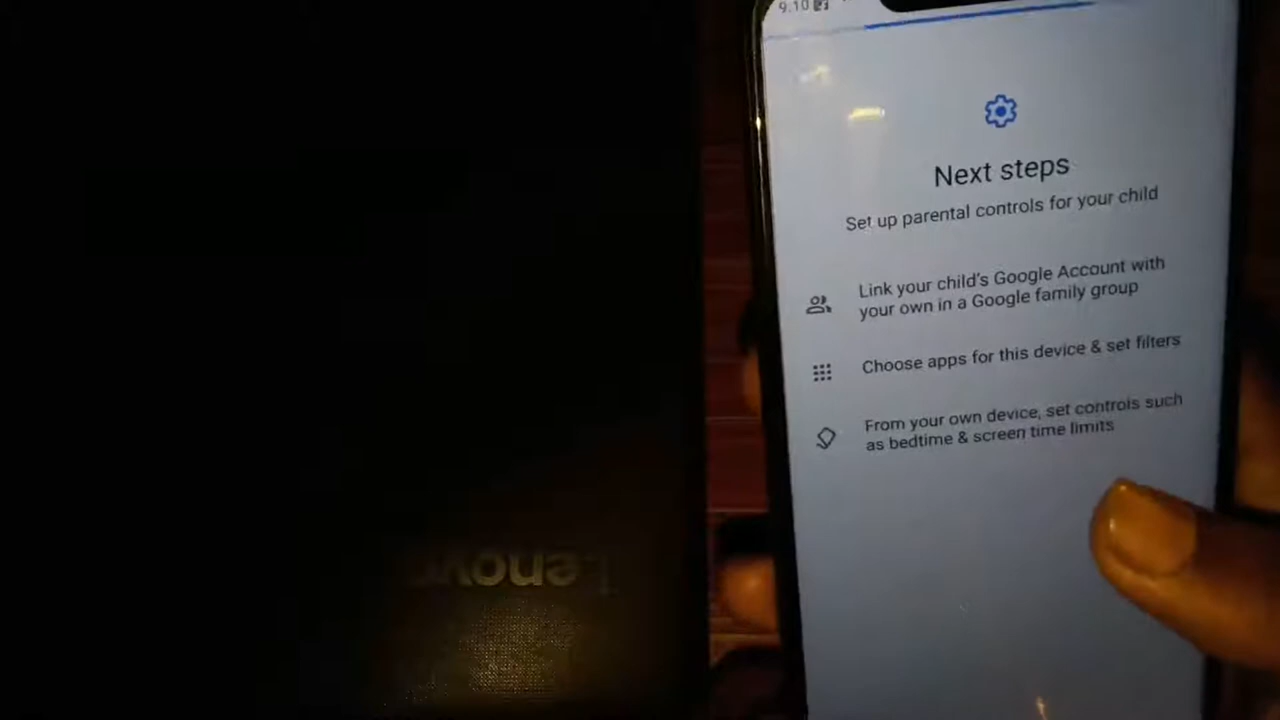 9:10
Next steps
Set up parental controls for your child
Link your child's Google Account with
your own in a Google family group
Choose apps for this device & set filters
From your own device, set controls such
as bedtime & screen time limits
Lenovo